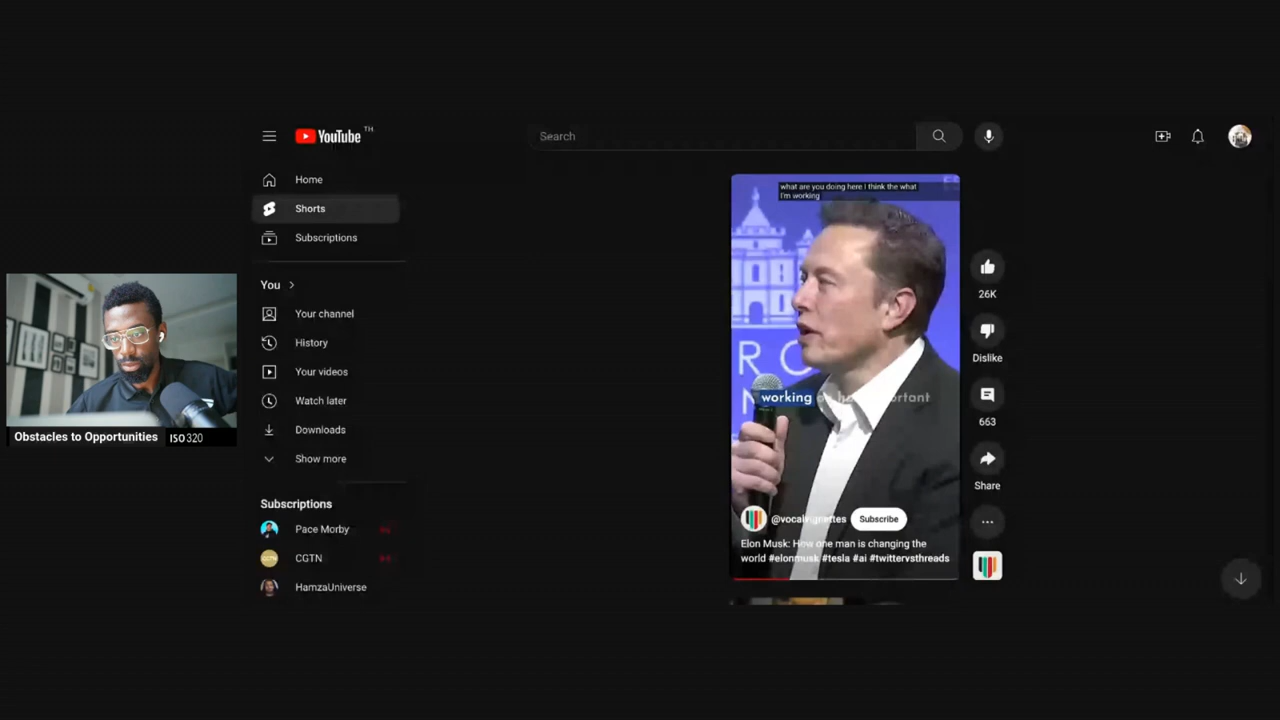 YouTube TH
Search
Home
Shorts
Subscriptions
You
Your channel
History
Your videos
Watch later
Downloads
Show more
Subscriptions
Pace Morby
CGTN
HamzaUniverse
Obstacles to Opportunities ISO320
what are you doing here I think the what
I'm working
R O
N
working
Subscribe
Elon Musk: How one man is changing the
world #elonmusk #tesla #ai #twittervsthreads
26K
Dislike
663
Share